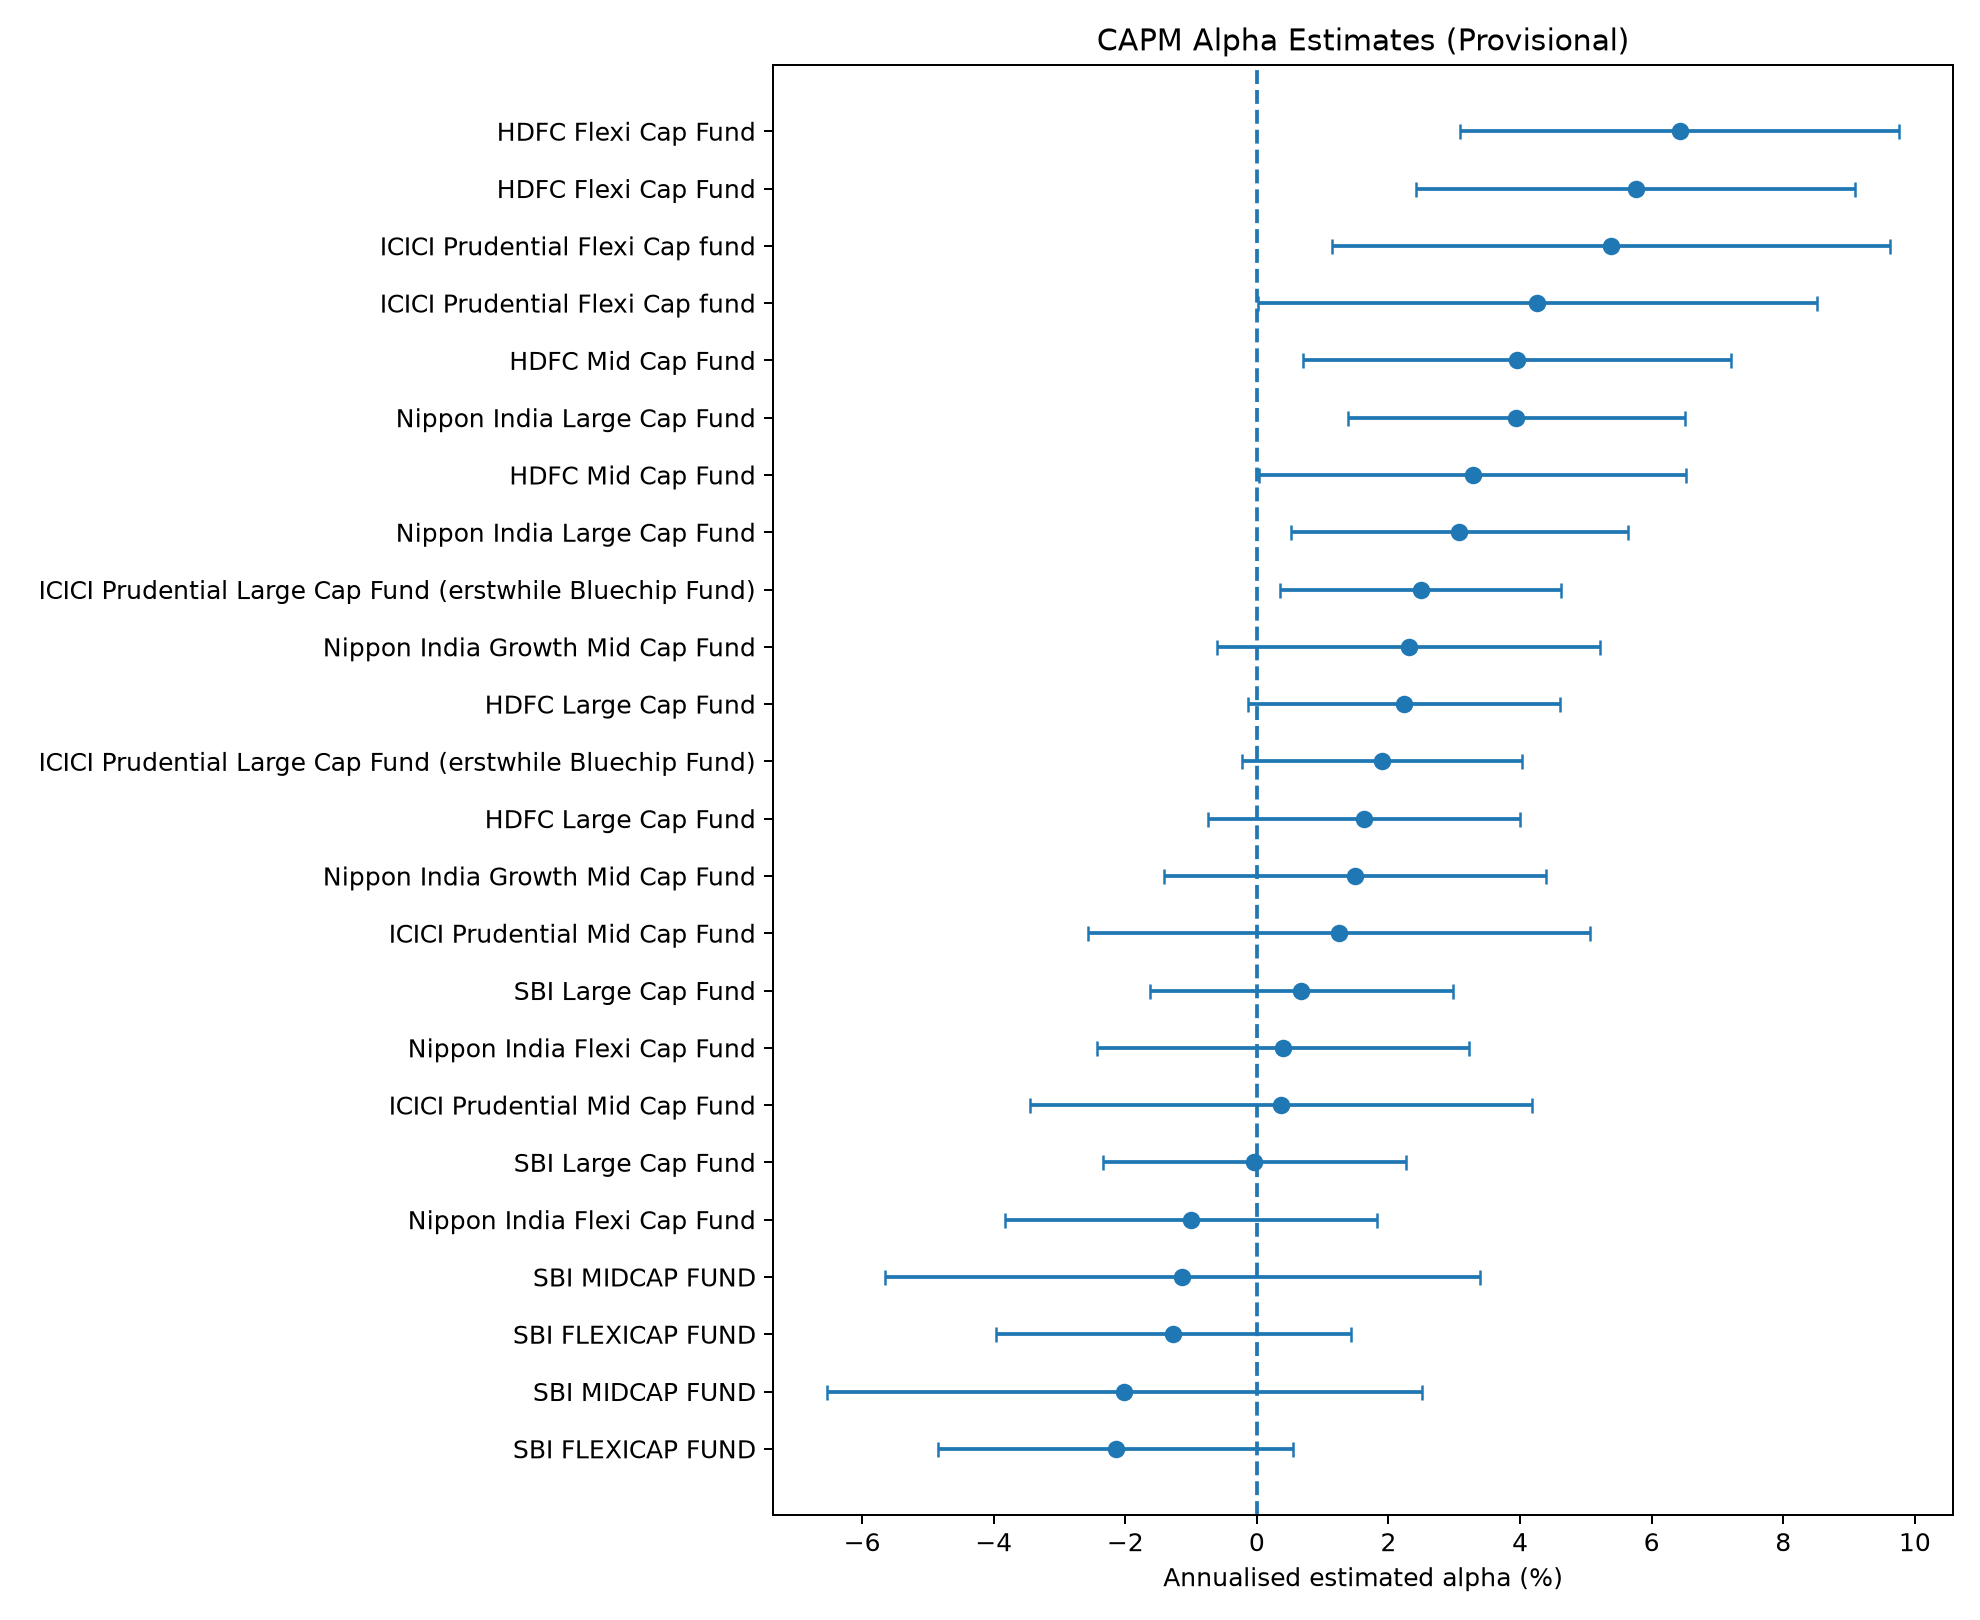 CAPM Alpha Estimates (Provisional)
HDFC Flexi Cap Fund
HDFC Flexi Cap Fund
ICICI Prudential Flexi Cap fund
ICICI Prudential Flexi Cap fund
HDFC Mid Cap Fund
Nippon India Large Cap Fund
HDFC Mid Cap Fund
Nippon India Large Cap Fund
ICICI Prudential Large Cap Fund (erstwhile Bluechip Fund)
Nippon India Growth Mid Cap Fund
HDFC Large Cap Fund
ICICI Prudential Large Cap Fund (erstwhile Bluechip Fund)
HDFC Large Cap Fund
Nippon India Growth Mid Cap Fund
ICICI Prudential Mid Cap Fund
SBI Large Cap Fund
Nippon India Flexi Cap Fund
ICICI Prudential Mid Cap Fund
SBI Large Cap Fund
Nippon India Flexi Cap Fund
SBI MIDCAP FUND
SBI FLEXICAP FUND
SBI MIDCAP FUND
SBI FLEXICAP FUND
−6 −4 −2 0 2 4 6 8 10
Annualised estimated alpha (%)